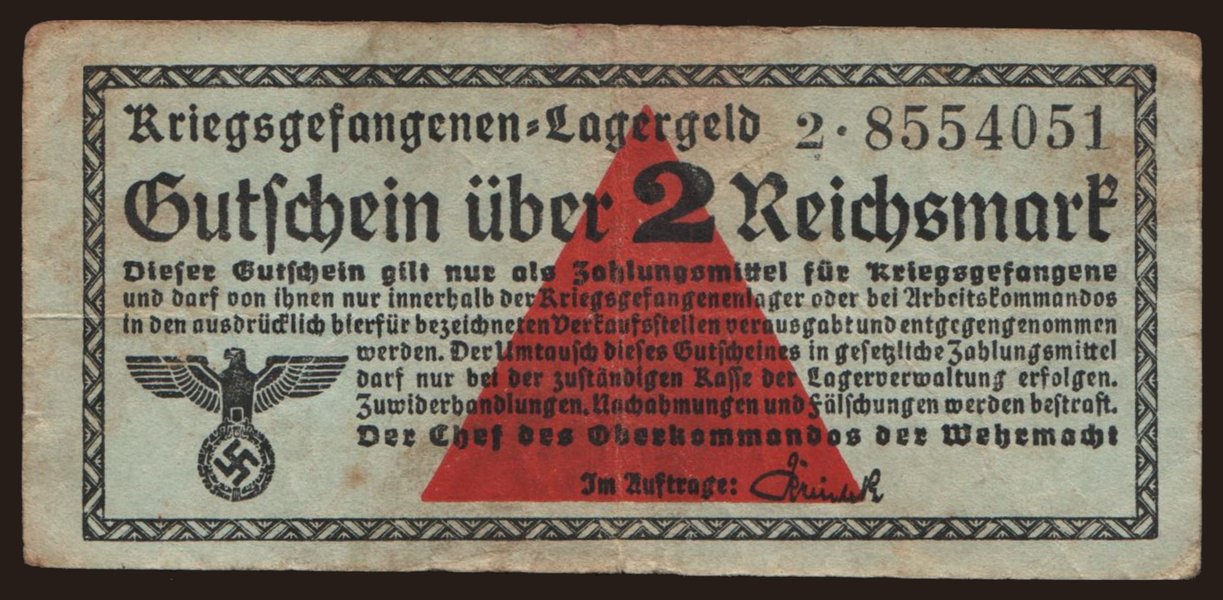 Kriegsgefangenen-Lagergeld 2·8554051
Gutschein über 2 Reichsmark
Dieser Gutschein gilt nur als Zahlungsmittel für Kriegsgefangene
und darf von ihnen nur innerhalb der Kriegsgefangenenlager oder bei Arbeitskommandos
in den ausdrücklich hierfür bezeichneten Verkaufsstellen verausgabt und entgegengenommen
werden. Der Umtausch dieses Gutscheines in gesetzliche Zahlungsmittel
darf nur bei der zuständigen Kasse der Lagerverwaltung erfolgen.
Zuwiderhandlungen, Nachahmungen und Fälschungen werden bestraft.
Der Chef des Oberkommandos der Wehrmacht
Im Auftrage: